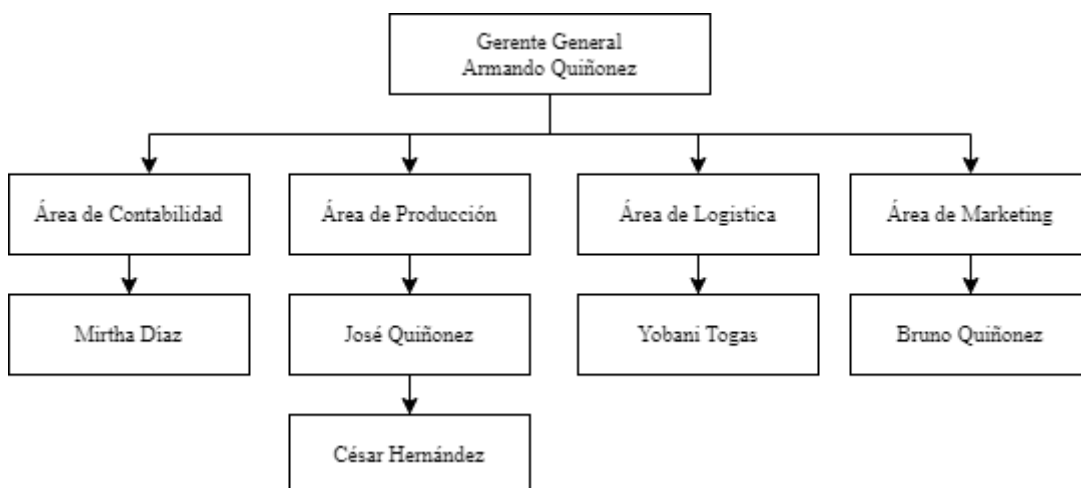 Gerente General
Armando Quiñonez
Área de Contabilidad
Área de Producción
Área de Logistica
Área de Marketing
Mirtha Díaz
José Quiñonez
Yobani Togas
Bruno Quiñonez
César Hernández